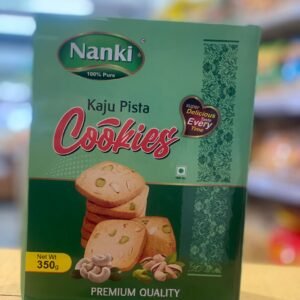 Nanki
100% Pure
Kaju Pista
Cookies
Super
Delicious
Every
Time
Net Wt
350g
PREMIUM QUALITY